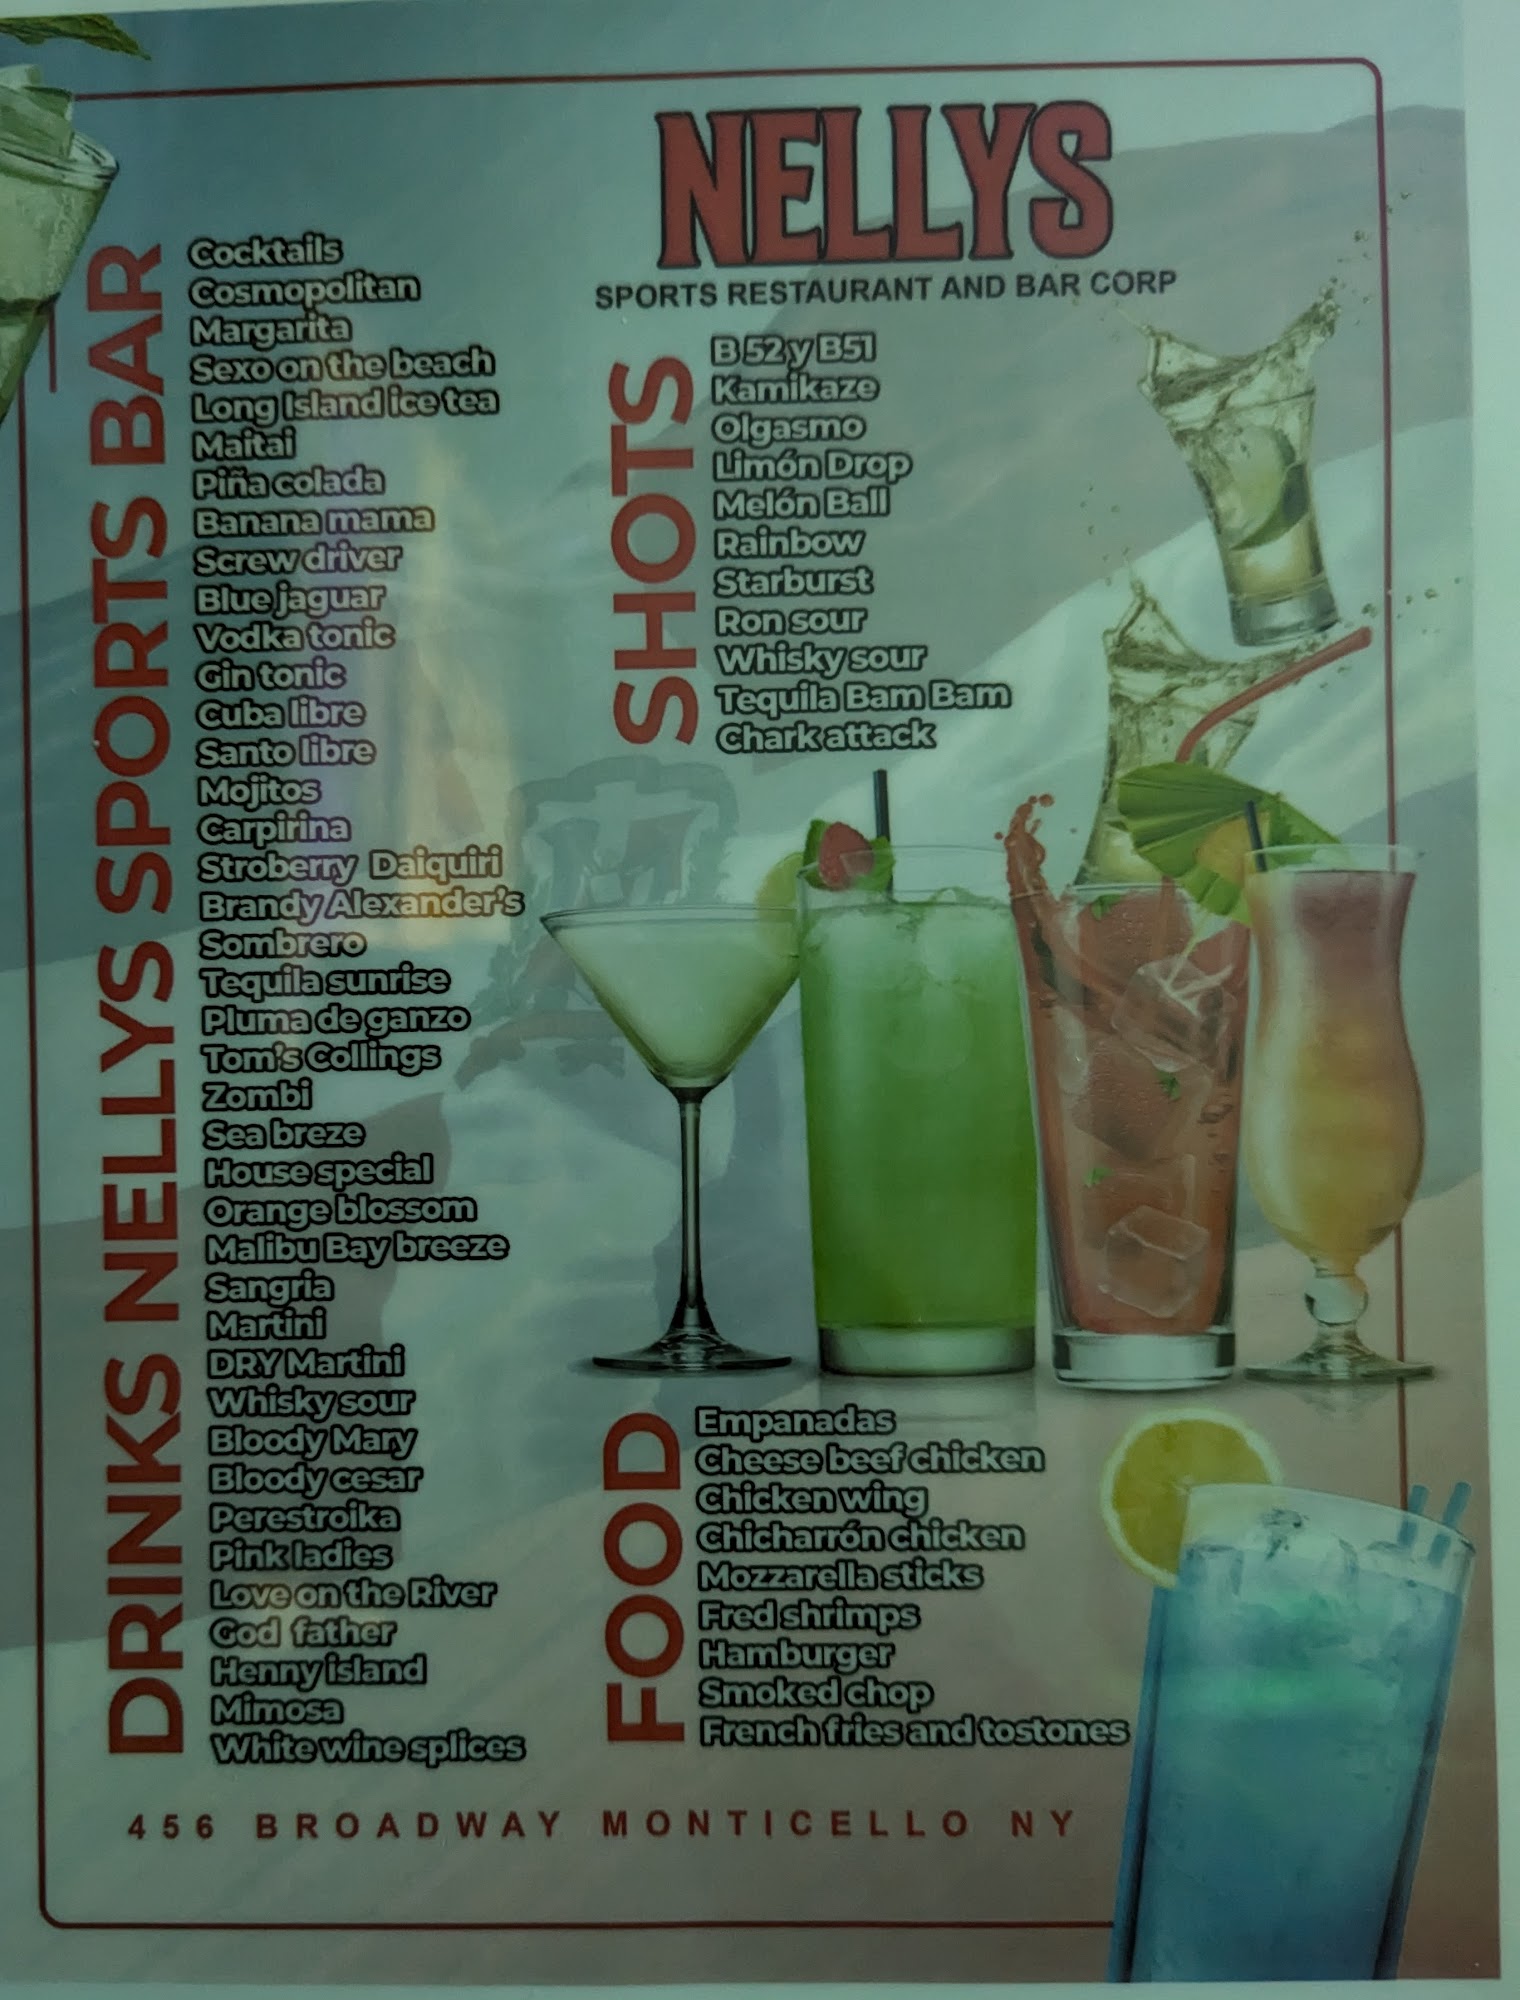 NELLYS
SPORTS RESTAURANT AND BAR CORP
DRINKS NELLYS SPORTS BAR
Cocktails
Cosmopolitan
Margarita
Sexo on the beach
Long Island ice tea
Maitai
Piña colada
Banana mama
Screw driver
Blue jaguar
Vodka tonic
Gin tonic
Cuba libre
Santo libre
Mojitos
Carpirina
Stroberry Daiquiri
Brandy Alexander's
Sombrero
Tequila sunrise
Pluma de ganzo
Tom's Collings
Zombi
Sea breze
House special
Orange blossom
Malibu Bay breeze
Sangria
Martini
DRY Martini
Whisky sour
Bloody Mary
Bloody cesar
Perestroika
Pink ladies
Love on the River
God father
Henny island
Mimosa
White wine splices
SHOTS
B 52 y B51
Kamikaze
Olgasmo
Limón Drop
Melón Ball
Rainbow
Starburst
Ron sour
Whisky sour
Tequila Bam Bam
Chark attack
FOOD
Empanadas
Cheese beef chicken
Chicken wing
Chicharrón chicken
Mozzarella sticks
Fred shrimps
Hamburger
Smoked chop
French fries and tostones
456 BROADWAY MONTICELLO NY